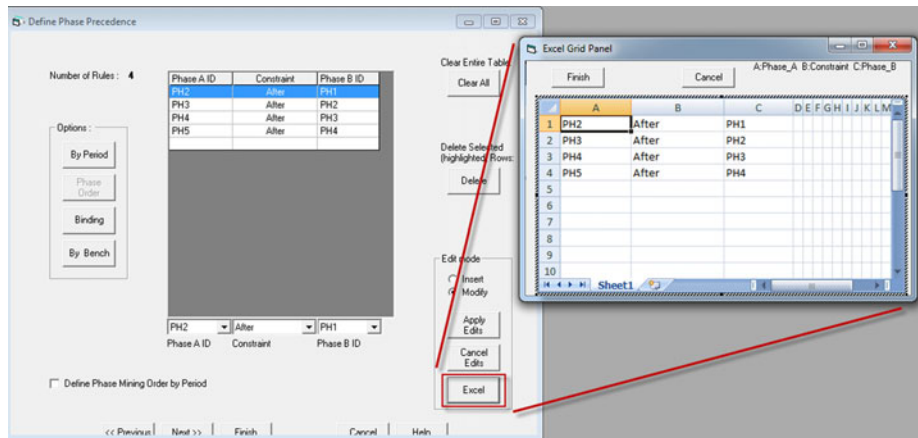 Define Phase Precedence
Number of Rules : 4
Phase A ID Constraint Phase B ID
PH2 After PH1
PH3 After PH2
PH4 After PH3
PH5 After PH4
Options :
By Period
Phase Order
Binding
By Bench
PH2 After PH1
Phase A ID Constraint Phase B ID
Define Phase Mining Order by Period
<< Previous Next >> Finish Cancel Help
Clear Entire Table:
Clear All
Delete Selected
(highlighted) Rows:
Delete
Edit mode
Insert
Modify
Apply
Edits
Cancel
Edits
Excel
Excel Grid Panel
Finish Cancel A:Phase_A B:Constraint C:Phase_B
A B C D E F G H I J K L M
1 PH2 After PH1
2 PH3 After PH2
3 PH4 After PH3
4 PH5 After PH4
5
6
7
8
9
10
Sheet1